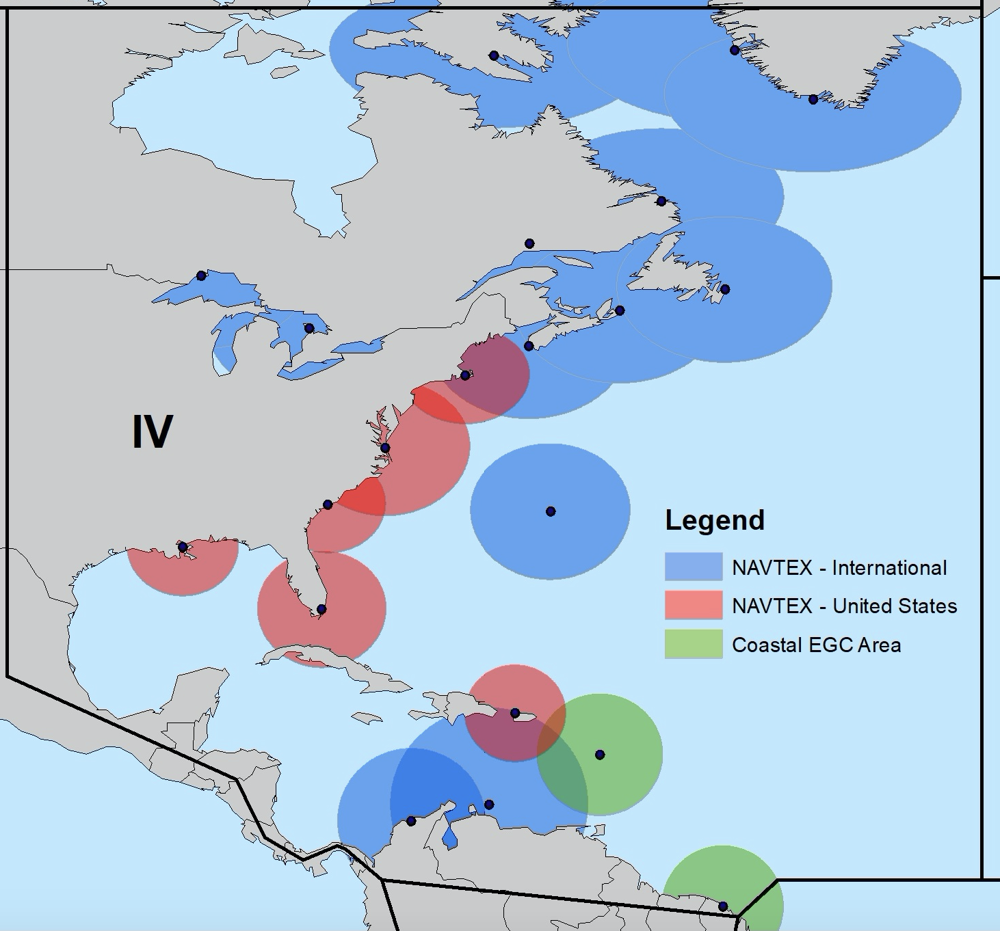 IV
Legend
NAVTEX - International
NAVTEX - United States
Coastal EGC Area